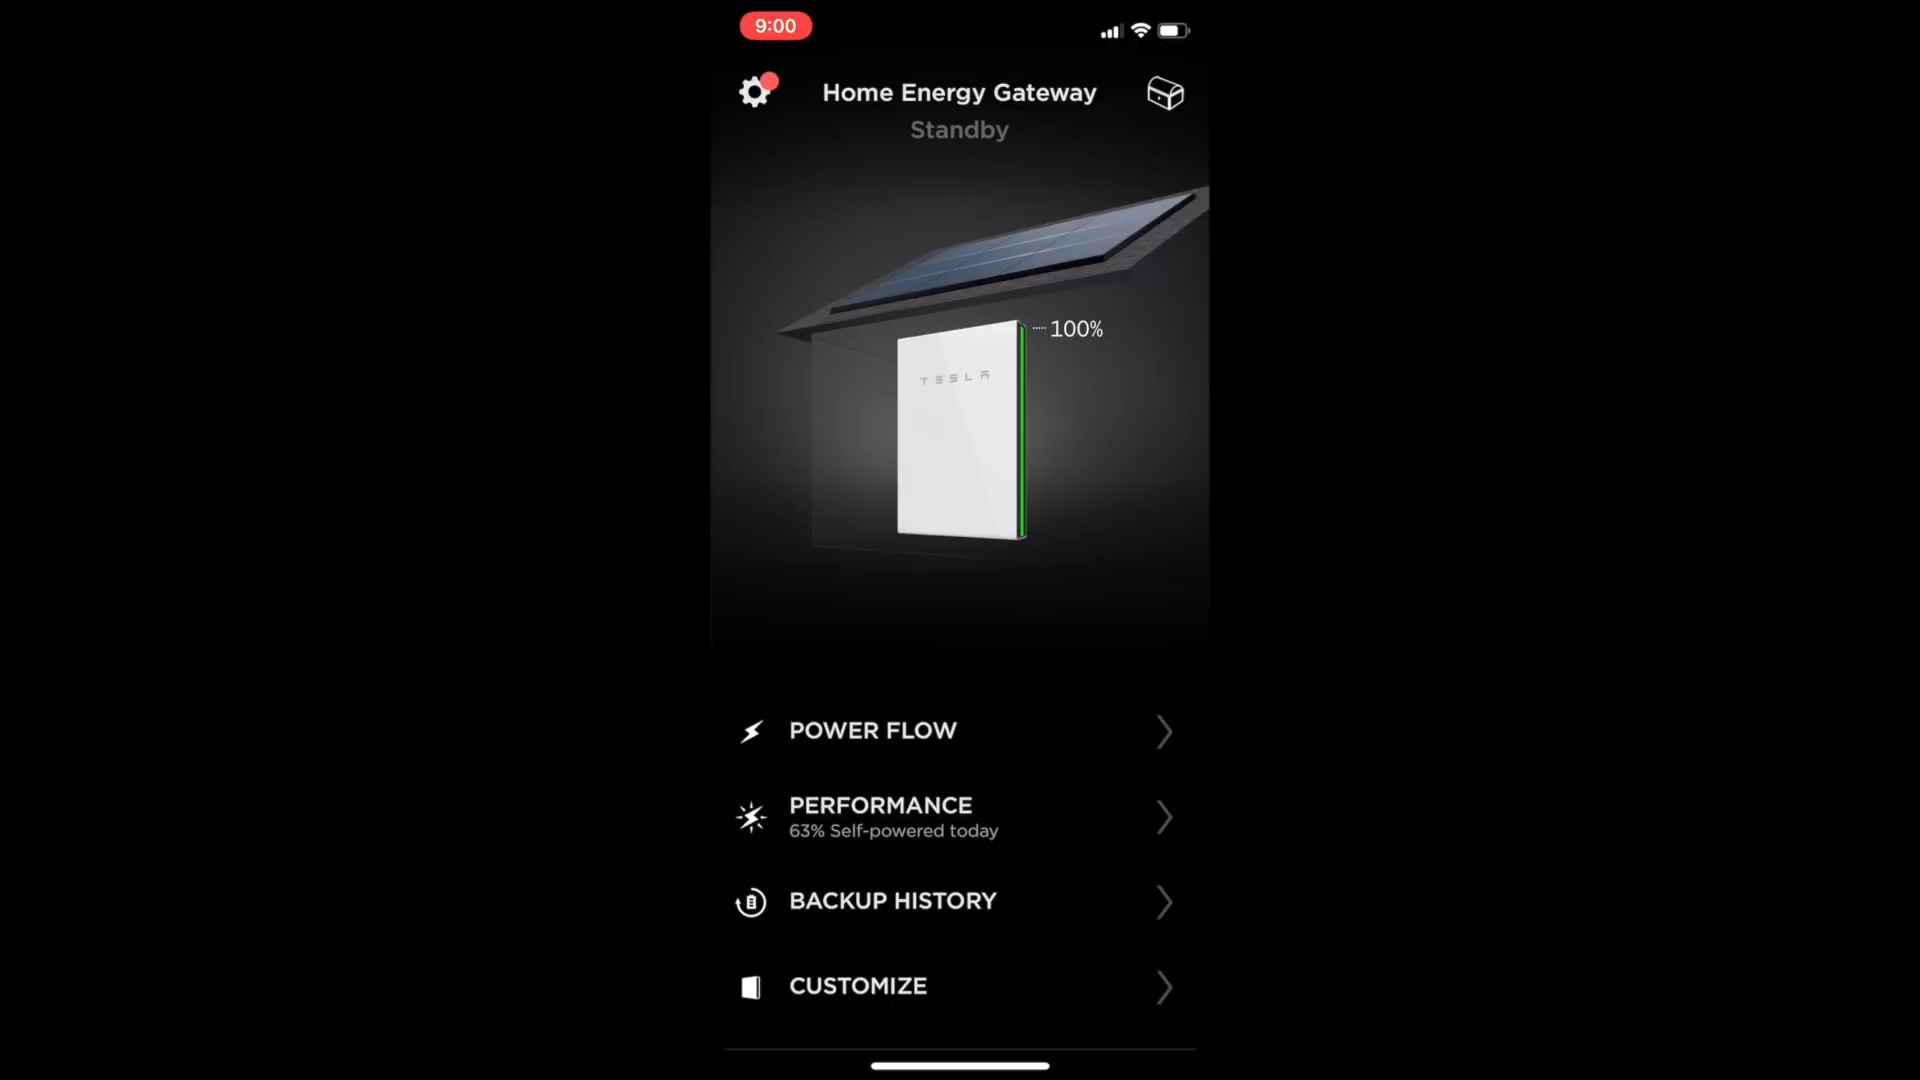 9:00
Home Energy Gateway
Standby
100%
TESLA
POWER FLOW
PERFORMANCE
63% Self-powered today
BACKUP HISTORY
CUSTOMIZE